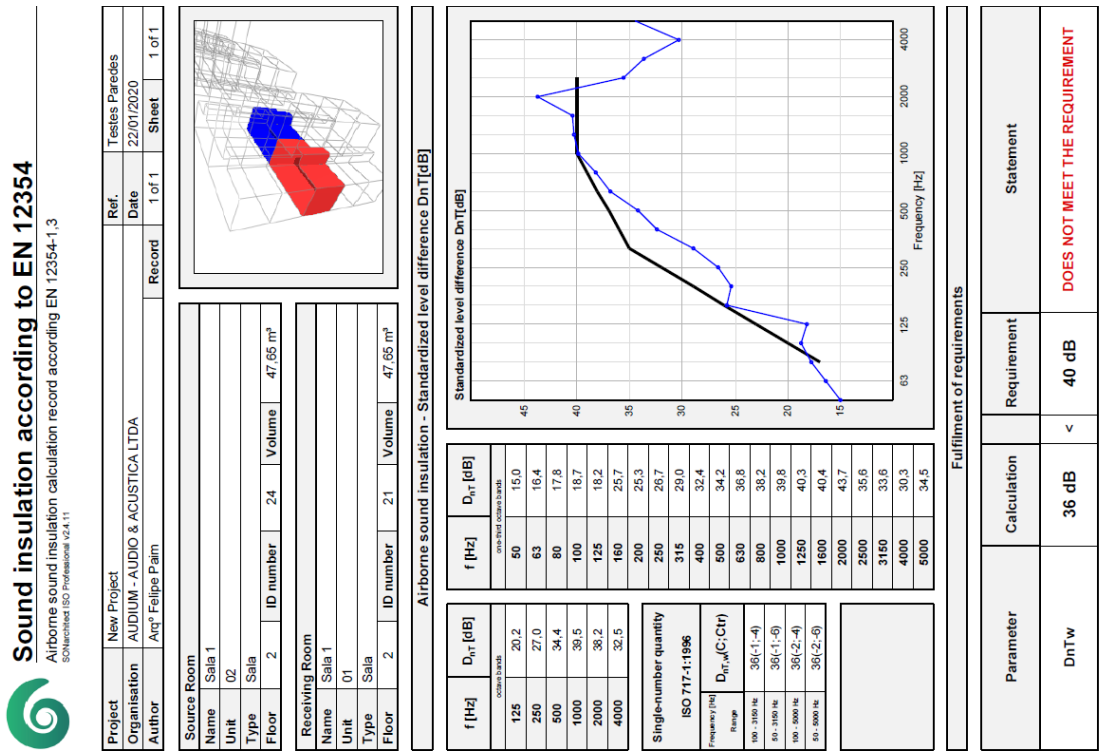 Sound insulation according to EN 12354
Airborne sound insulation calculation record according EN 12354-1,3
SONarchitect ISO Professional v2.4.11
Project New Project Ref. Testes Paredes
Organisation AUDIUM - AUDIO & ACUSTICA LTDA Date 22/01/2020
Author Arqº Felipe Paim Record 1 of 1 Sheet 1 of 1
Source Room
Name Sala 1
Unit 02
Type Sala
Floor 2 ID number 24 Volume 47,65 m³
Receiving Room
Name Sala 1
Unit 01
Type Sala
Floor 2 ID number 21 Volume 47,65 m³
Airborne sound insulation - Standardized level difference DnT[dB]
f [Hz] DnT [dB]
octave bands
125 20,2
250 27,0
500 34,4
1000 39,5
2000 38,2
4000 32,5
Single-number quantity
ISO 717-1:1996
Frequency [Hz] Range DnT,w(C;Ctr)
100 - 3150 Hz 36(-1;-4)
50 - 3150 Hz 36(-1;-6)
100 - 5000 Hz 36(-2;-4)
50 - 5000 Hz 36(-2;-6)
f [Hz] DnT [dB]
one-third octave bands
50 15,0
63 16,4
80 17,8
100 18,7
125 18,2
160 25,7
200 25,3
250 26,7
315 29,0
400 32,4
500 34,2
630 36,8
800 38,2
1000 39,8
1250 40,3
1600 40,4
2000 43,7
2500 35,6
3150 33,6
4000 30,3
5000 34,5
Standardized level difference DnT[dB]
45
40
35
30
25
20
15
63 125 250 500 1000 2000 4000
Frequency [Hz]
Fulfilment of requirements
Parameter Calculation Requirement Statement
DnTw 36 dB < 40 dB DOES NOT MEET THE REQUIREMENT